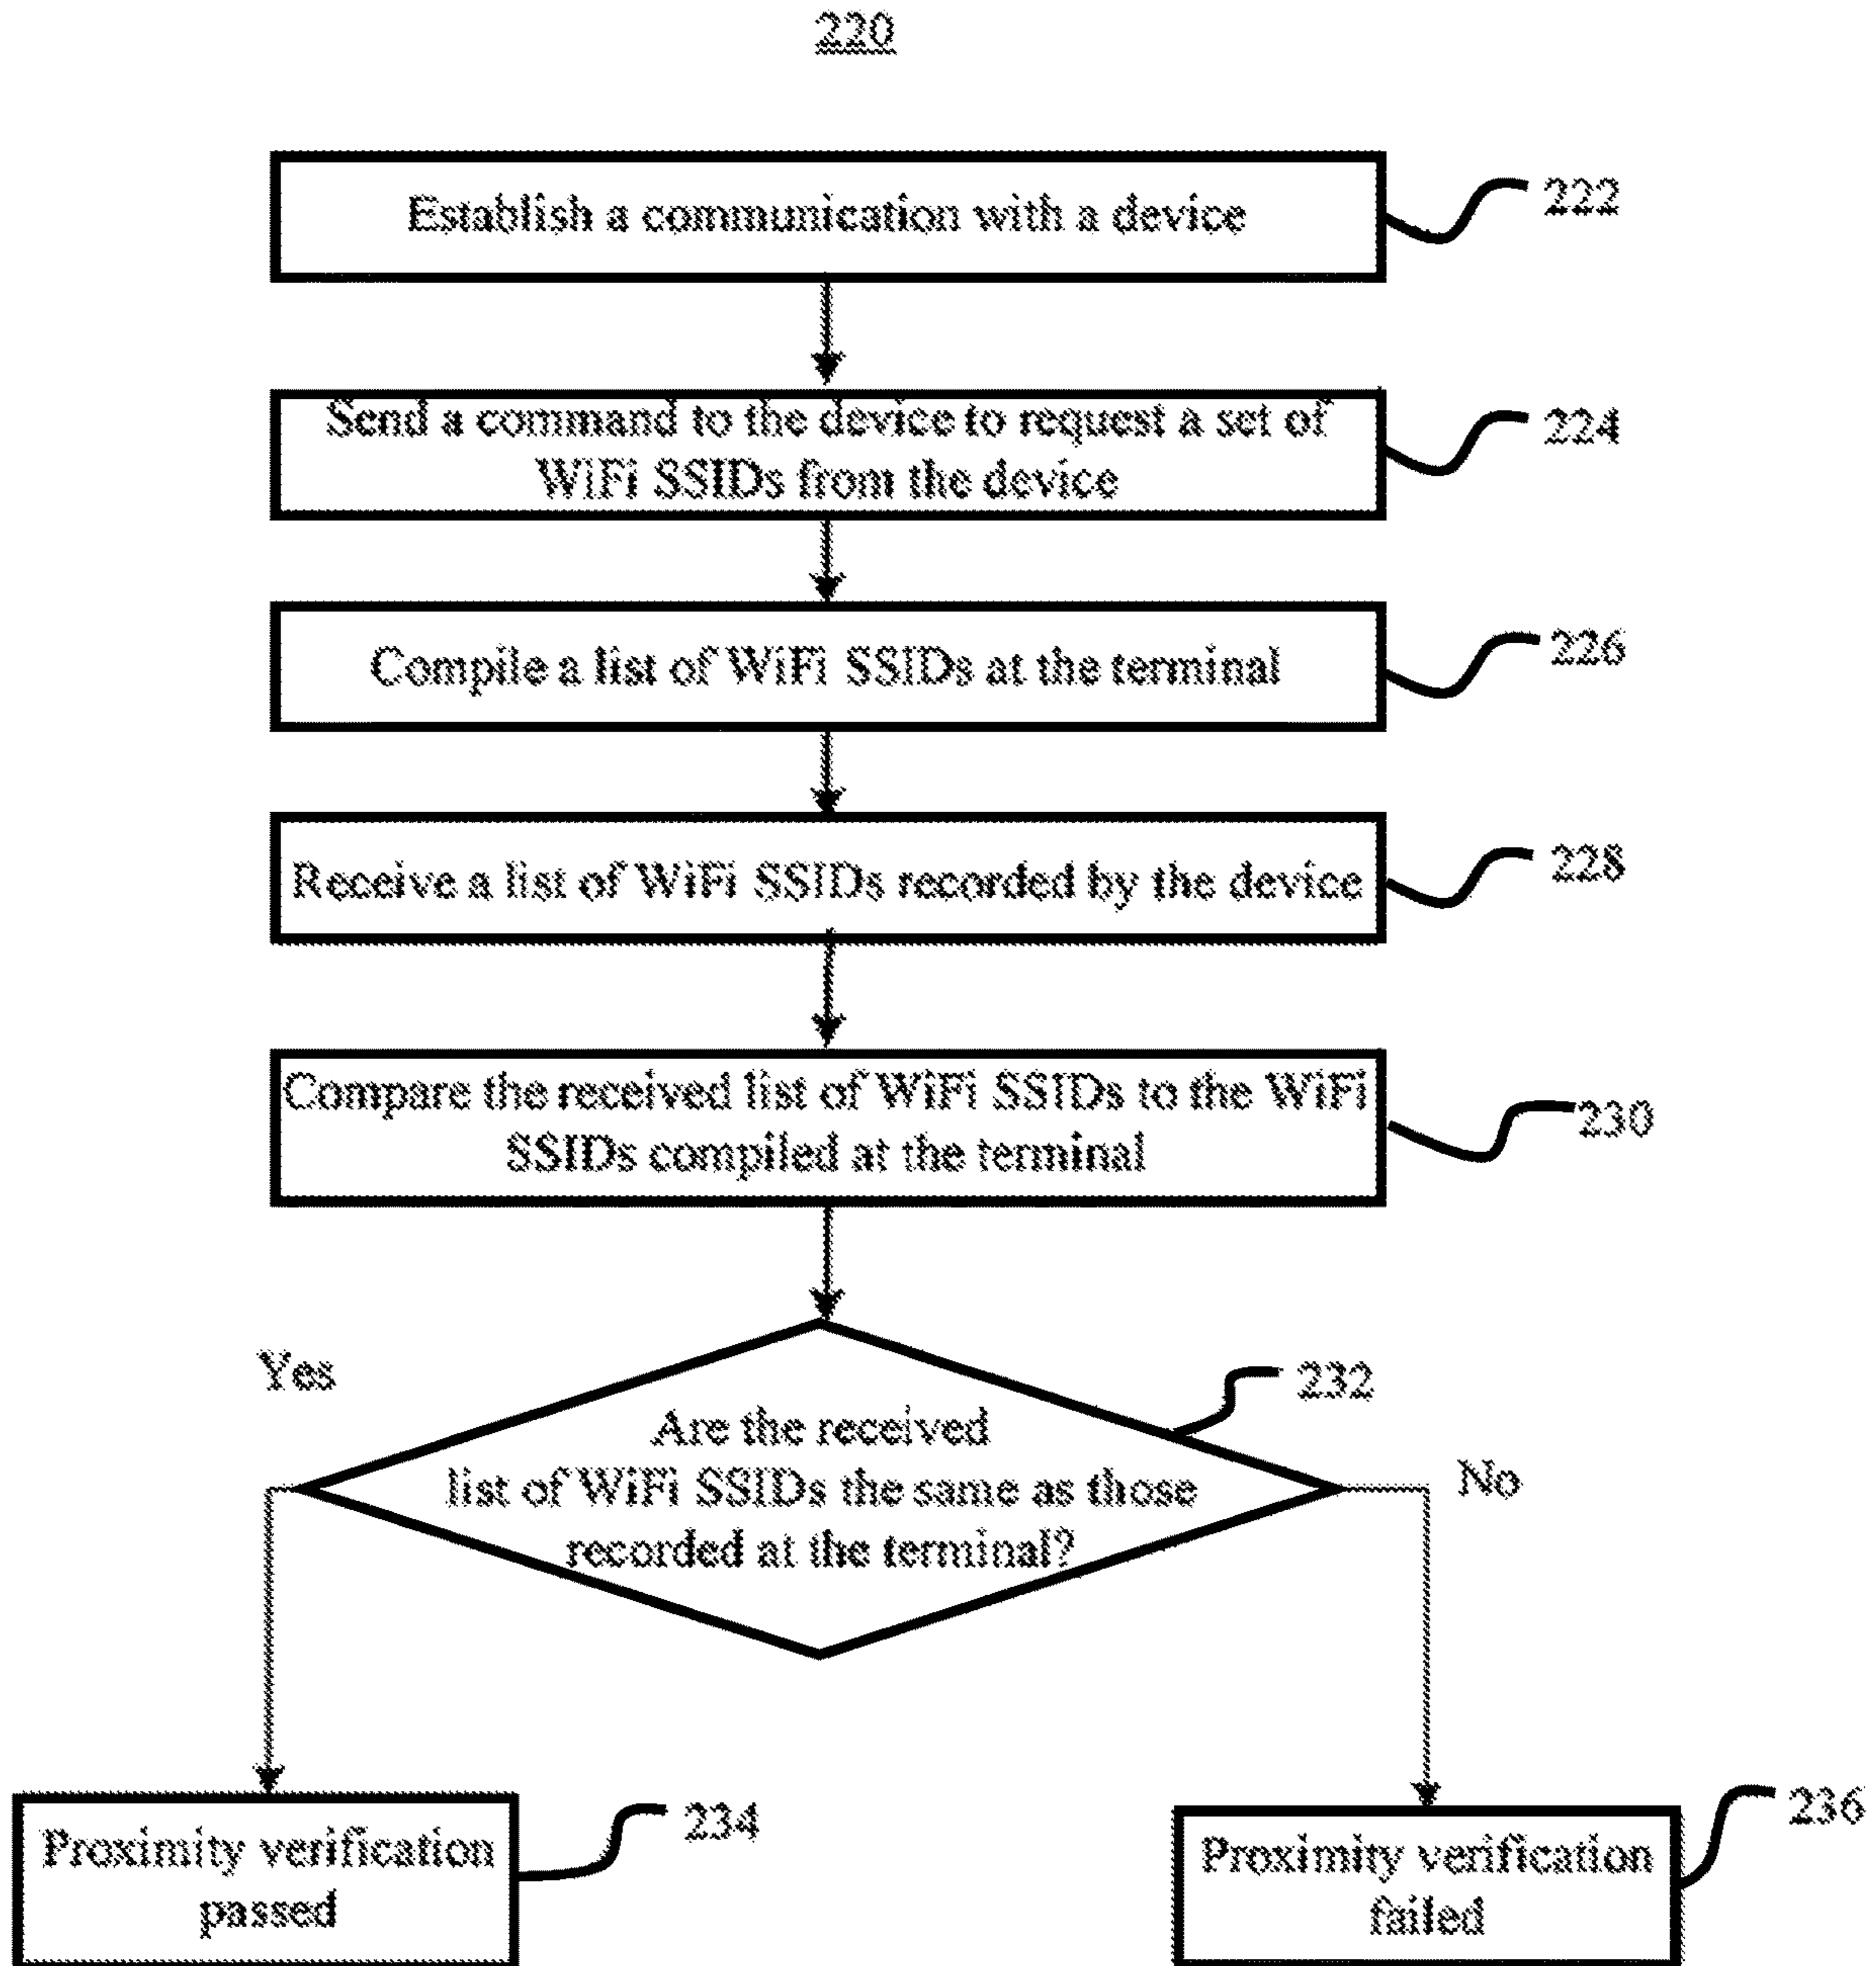 220
Establish a communication with a device
222
Send a command to the device to request a set of
WiFi SSIDs from the device
224
Compile a list of WiFi SSIDs at the terminal
226
Receive a list of WiFi SSIDs recorded by the device
228
Compare the received list of WiFi SSIDs to the WiFi
SSIDs compiled at the terminal
230
Yes
232
Are the received
list of WiFi SSIDs the same as those
recorded at the terminal?
No
Proximity verification
passed
234
Proximity verification
failed
236